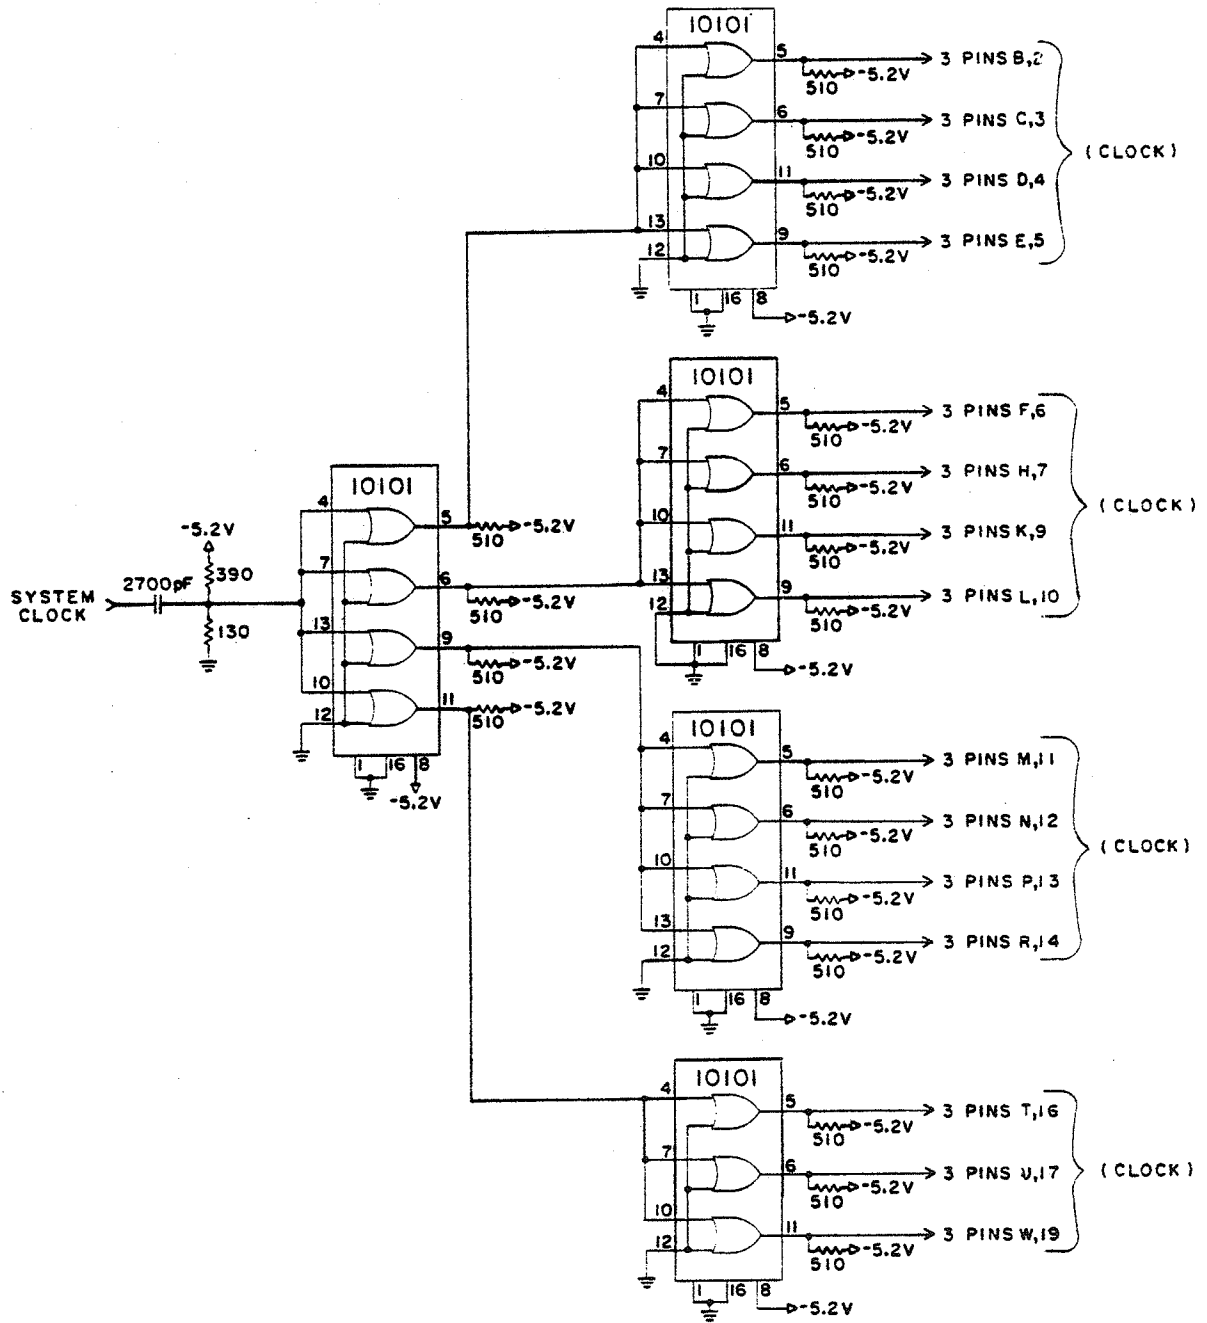 10101
4
5
3 PINS B,2
510
-5.2V
7
6
3 PINS C,3
510
-5.2V
(CLOCK)
10
11
3 PINS D,4
510
-5.2V
13
9
3 PINS E,5
12
510
-5.2V
1
16
8
-5.2V
10101
4
5
3 PINS F,6
510
-5.2V
7
6
3 PINS H,7
510
-5.2V
(CLOCK)
10
11
3 PINS K,9
510
-5.2V
13
9
3 PINS L,10
12
510
-5.2V
1
16
8
-5.2V
10101
4
5
510
-5.2V
-5.2V
390
7
6
510
-5.2V
2700pF
SYSTEM
CLOCK
130
13
9
510
-5.2V
10
11
510
-5.2V
12
1
16
8
-5.2V
10101
4
5
3 PINS M,11
510
-5.2V
7
6
3 PINS N,12
510
-5.2V
(CLOCK)
10
11
3 PINS P,13
510
-5.2V
13
9
3 PINS R,14
12
510
-5.2V
1
16
8
-5.2V
10101
4
5
3 PINS T,16
510
-5.2V
7
6
3 PINS U,17
510
-5.2V
(CLOCK)
10
11
3 PINS W,19
12
510
-5.2V
1
16
8
-5.2V